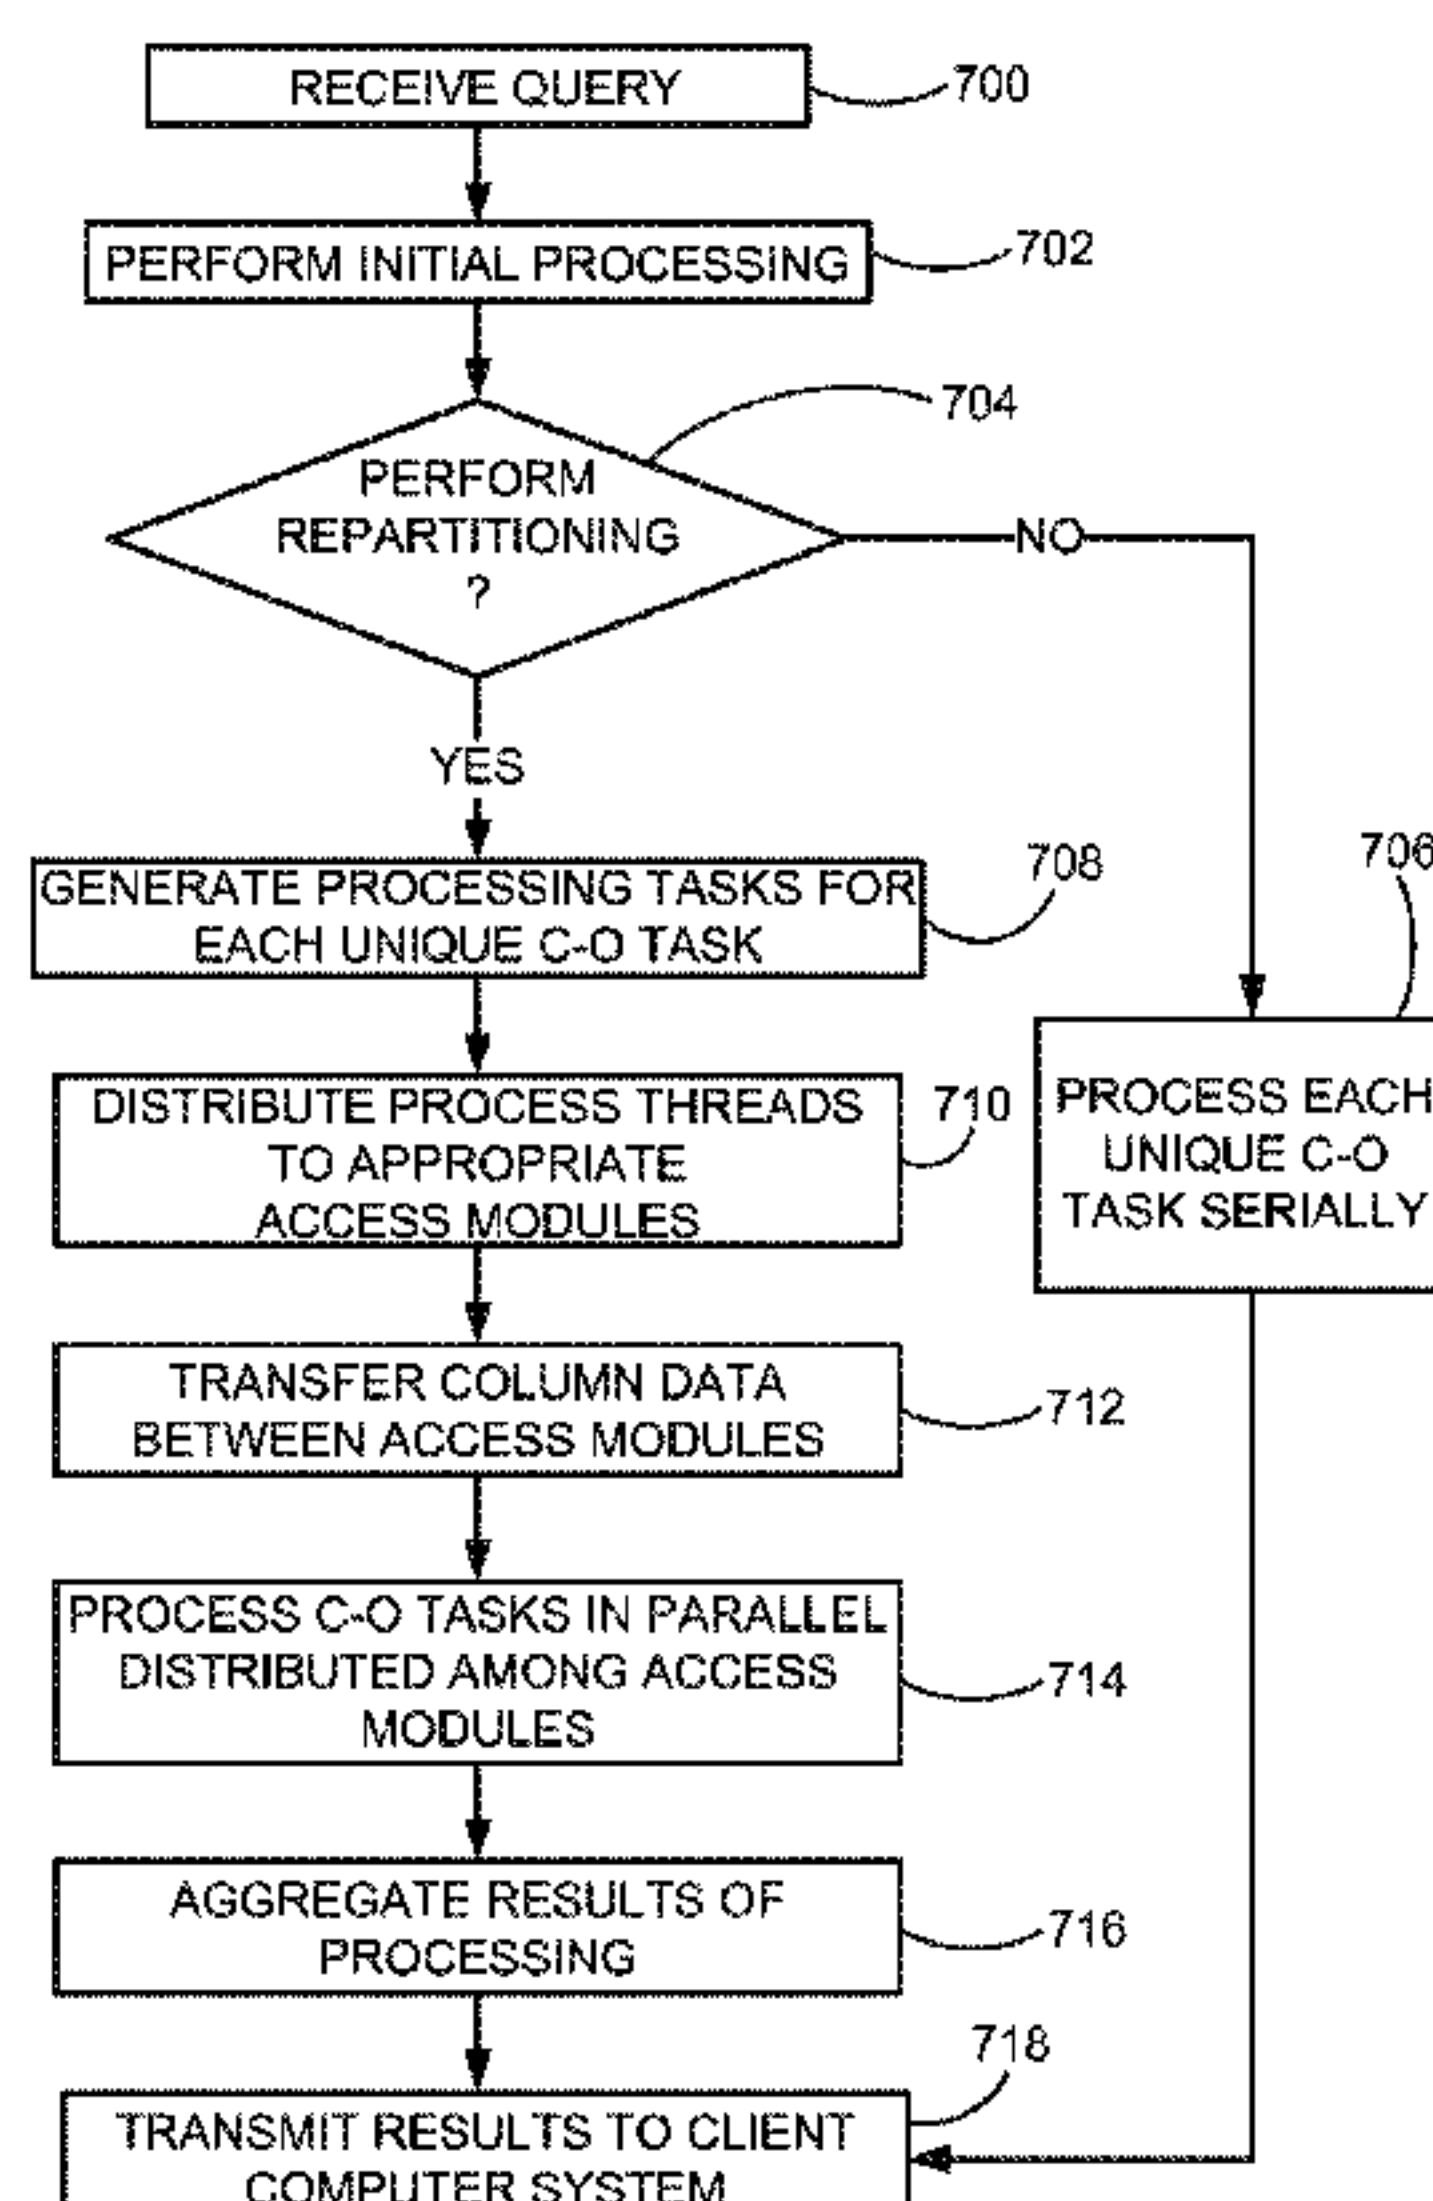 RECEIVE QUERY
700
PERFORM INITIAL PROCESSING
702
704
PERFORM
REPARTITIONING
?
NO
YES
708
706
GENERATE PROCESSING TASKS FOR
EACH UNIQUE C-O TASK
DISTRIBUTE PROCESS THREADS
TO APPROPRIATE
ACCESS MODULES
710
PROCESS EACH
UNIQUE C-O
TASK SERIALLY
TRANSFER COLUMN DATA
BETWEEN ACCESS MODULES
712
PROCESS C-O TASKS IN PARALLEL
DISTRIBUTED AMONG ACCESS
MODULES
714
AGGREGATE RESULTS OF
PROCESSING
716
718
TRANSMIT RESULTS TO CLIENT
COMPUTER SYSTEM